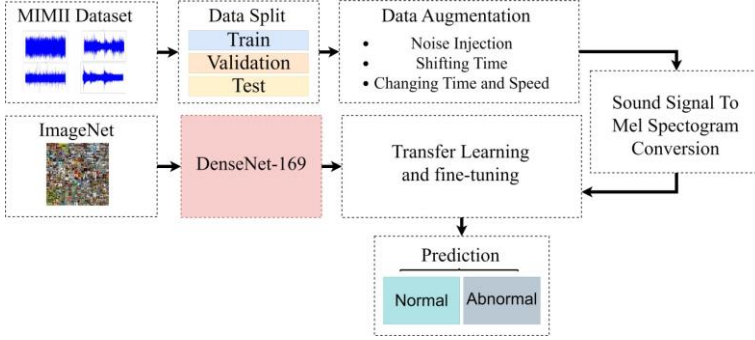 MIMII Dataset
Data Split
Train
Validation
Test
Data Augmentation
• Noise Injection
• Shifting Time
• Changing Time and Speed
Sound Signal To
Mel Spectogram
Conversion
ImageNet
DenseNet-169
Transfer Learning
and fine-tuning
Prediction
Normal
Abnormal